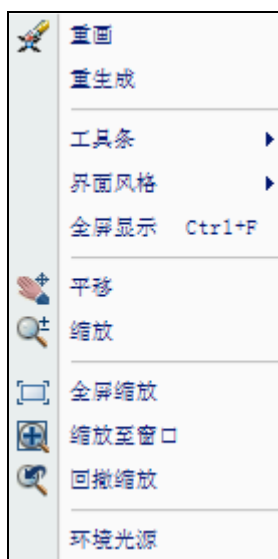 重画
重生成
工具条
界面风格
全屏显示 Ctrl+F
平移
缩放
全屏缩放
缩放至窗口
回撤缩放
环境光源